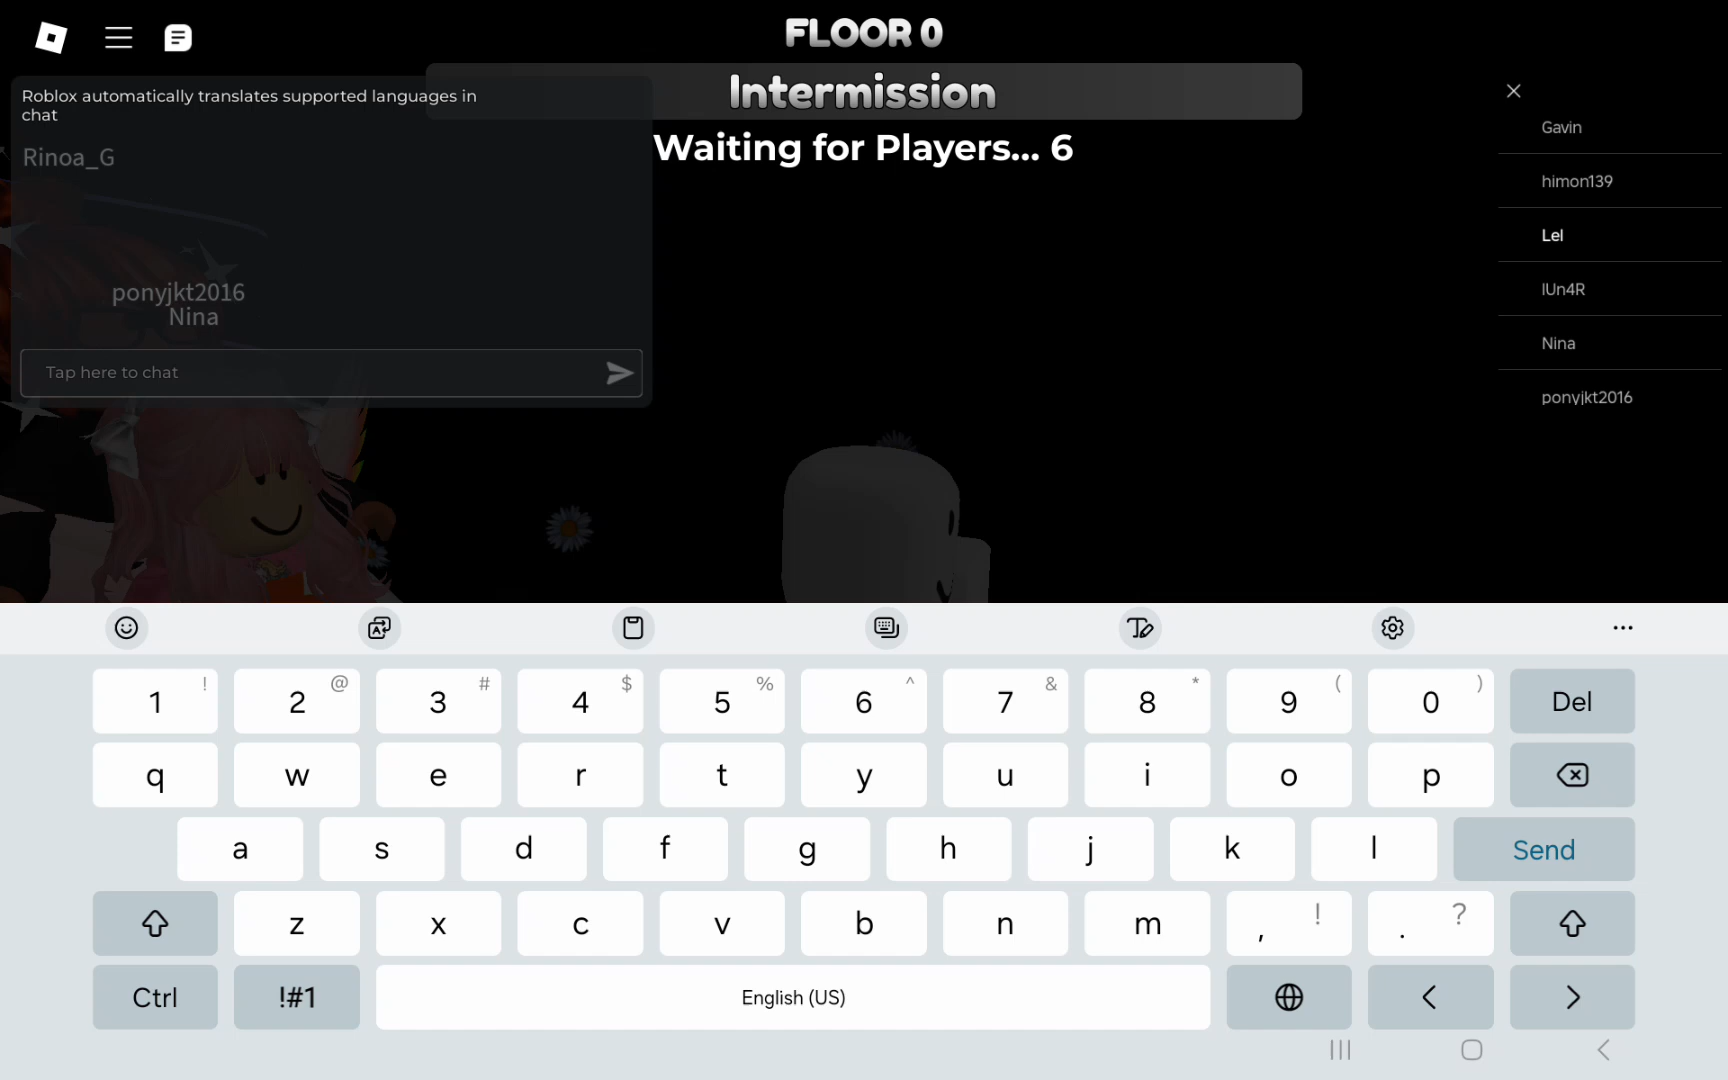 FLOOR 0
Intermission
Waiting for Players... 6
Roblox automatically translates supported languages in
chat
Rinoa_G
ponyjkt2016
Nina
Tap here to chat
Gavin
himon139
Lel
lUn4R
Nina
ponyjkt2016
1 ! 2 @ 3 # 4 $ 5 % 6 ^ 7 & 8 * 9 ( 0 ) Del
q w e r t y u i o p
a s d f g h j k l Send
z x c v b n m , ! . ?
Ctrl !#1 English (US) < >